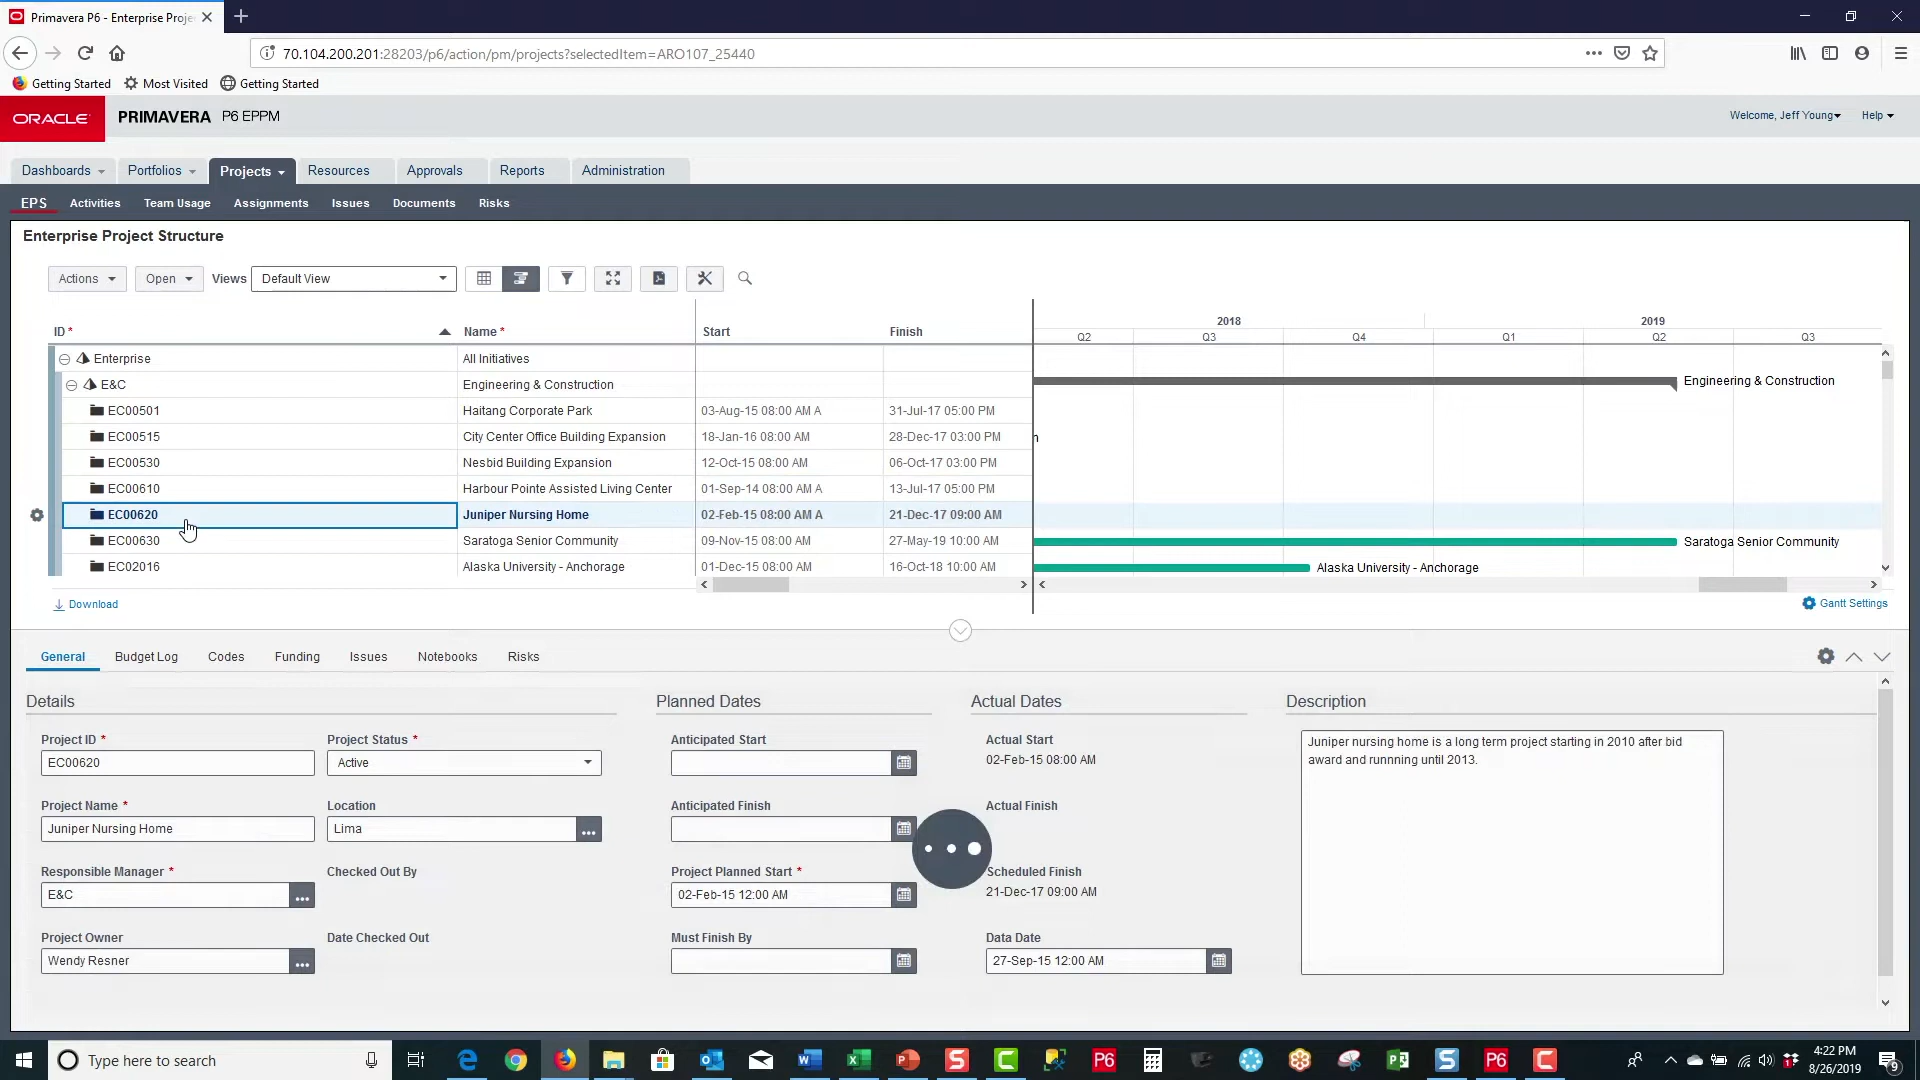 Primavera P6 - Enterprise Proje
70.104.200.201:28203/p6/action/pm/projects?selectedItem=ARO107_25440
Getting Started Most Visited Getting Started
ORACLE PRIMAVERA P6 EPPM Welcome, Jeff Young Help
Dashboards Portfolios Projects Resources Approvals Reports Administration
EPS Activities Team Usage Assignments Issues Documents Risks
Enterprise Project Structure
Actions Open Views Default View
2018 2019
ID * Name * Start Finish
Q2 Q3 Q4 Q1 Q2 Q3
Enterprise All Initiatives
E&C Engineering & Construction Engineering & Construction
EC00501 Haitang Corporate Park 03-Aug-15 08:00 AM A 31-Jul-17 05:00 PM
EC00515 City Center Office Building Expansion 18-Jan-16 08:00 AM 28-Dec-17 03:00 PM n
EC00530 Nesbid Building Expansion 12-Oct-15 08:00 AM 06-Oct-17 03:00 PM
EC00610 Harbour Pointe Assisted Living Center 01-Sep-14 08:00 AM A 13-Jul-17 05:00 PM
EC00620 Juniper Nursing Home 02-Feb-15 08:00 AM A 21-Dec-17 09:00 AM
EC00630 Saratoga Senior Community 09-Nov-15 08:00 AM 27-May-19 10:00 AM Saratoga Senior Community
EC02016 Alaska University - Anchorage 01-Dec-15 08:00 AM 16-Oct-18 10:00 AM Alaska University - Anchorage
Download Gantt Settings
General Budget Log Codes Funding Issues Notebooks Risks
Details Planned Dates Actual Dates Description
Project ID * Project Status * Anticipated Start Actual Start
EC00620 Active 02-Feb-15 08:00 AM
Juniper nursing home is a long term project starting in 2010 after bid
award and runnning until 2013.
Project Name * Location Anticipated Finish Actual Finish
Juniper Nursing Home Lima
Responsible Manager * Checked Out By Project Planned Start * Scheduled Finish
E&C 02-Feb-15 12:00 AM 21-Dec-17 09:00 AM
Project Owner Date Checked Out Must Finish By Data Date
Wendy Resner 27-Sep-15 12:00 AM
Type here to search
P6 P6
4:22 PM
8/26/2019
9